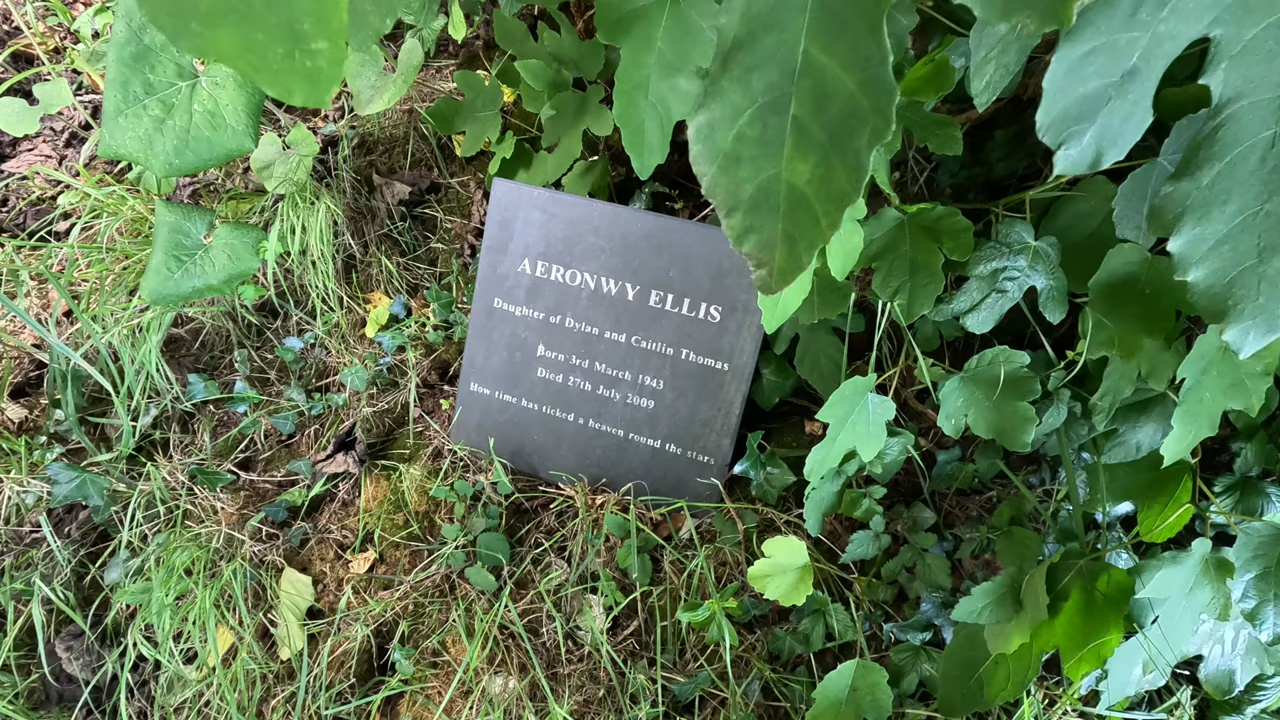 AERONWY ELLIS
Daughter of Dylan and Caitlin Thomas
Born 3rd March 1943
Died 27th July 2009
How time has ticked a heaven round the stars